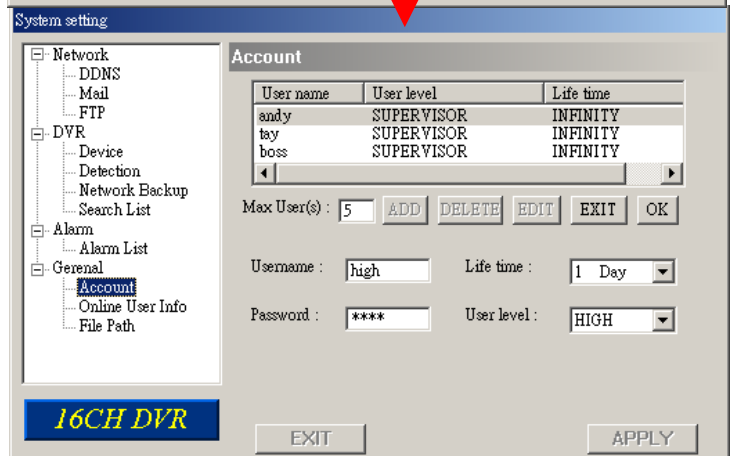 System setting
Network
DDNS
Mail
FTP
DVR
Device
Detection
Network Backup
Search List
Alarm
Alarm List
Gerenal
Account
Online User Info
File Path
16CH DVR
Account
User name User level Life time
andy SUPERVISOR INFINITY
tay SUPERVISOR INFINITY
boss SUPERVISOR INFINITY
Max User(s) : 5 ADD DELETE EDIT EXIT OK
Username : high Life time : 1 Day
Password : **** User level : HIGH
EXIT APPLY